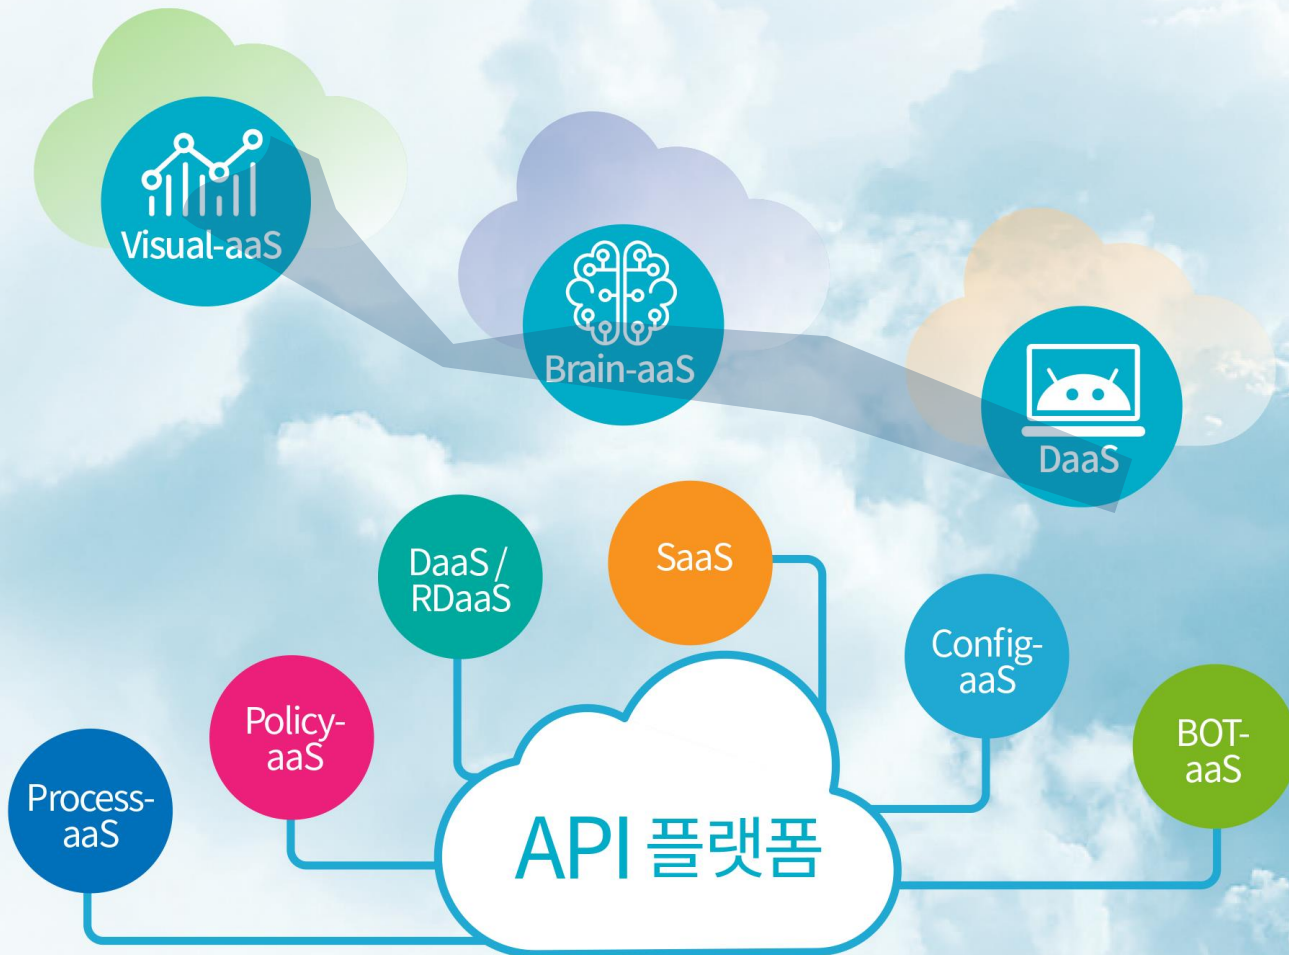 Visual-aaS
Brain-aaS
DaaS
DaaS /
RDaaS
SaaS
Config-
aaS
Policy-
aaS
BOT-
aaS
Process-
aaS
API 플랫폼